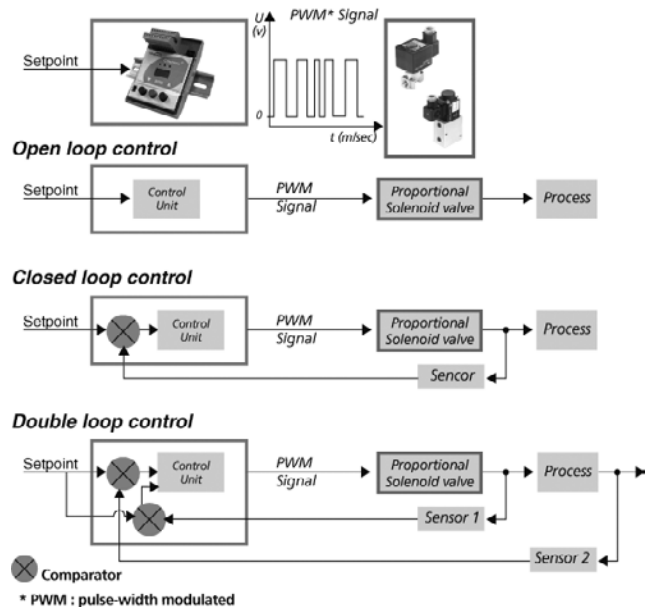 U
(v)
PWM* Signal
Setpoint
0
t (m/sec)
Open loop control
Setpoint
Control
Unit
PWM
Signal
Proportional
Solenoid valve
Process
Closed loop control
Setpoint
Control
Unit
PWM
Signal
Proportional
Solenoid valve
Process
Sencor
Double loop control
Setpoint
Control
Unit
PWM
Signal
Proportional
Solenoid valve
Process
Sensor 1
Sensor 2
Comparator
* PWM : pulse-width modulated